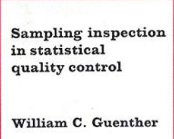 Sampling inspection
in statistical
quality control
William C. Guenther